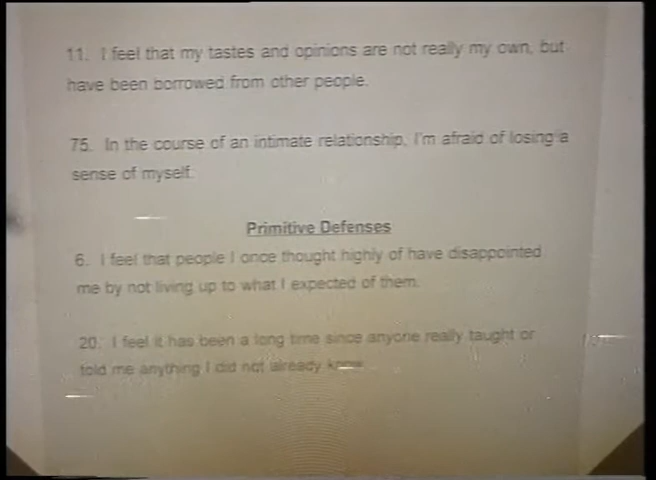 11. I feel that my tastes and opinions are not really my own, but
have been borrowed from other people.
75. In the course of an intimate relationship, I'm afraid of losing a
sense of myself.
Primitive Defenses
6. I feel that people I once thought highly of have disappointed
me by not living up to what I expected of them.
20. I feel it has been a long time since anyone really taught or
told me anything I did not already know.